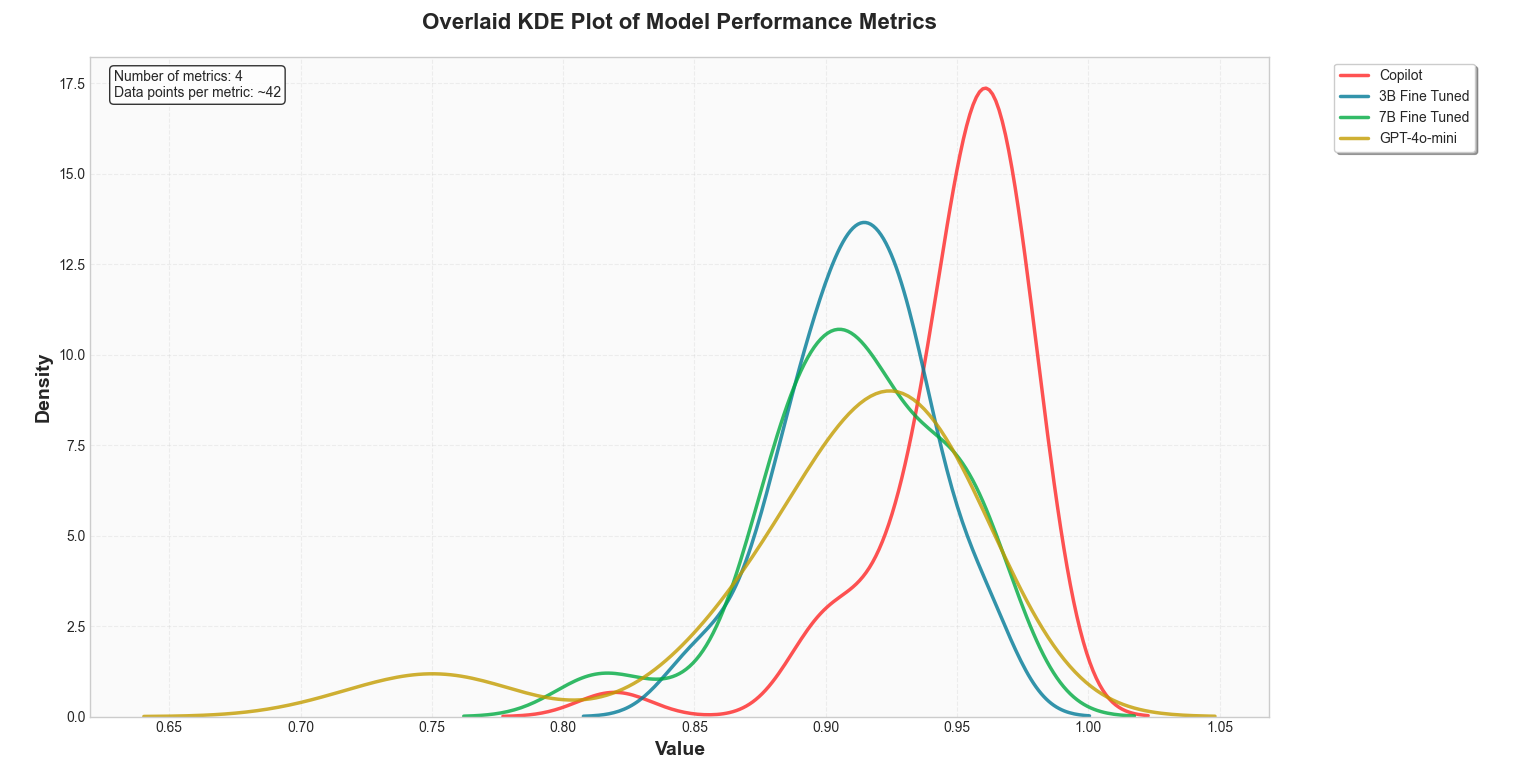 Overlaid KDE Plot of Model Performance Metrics
Number of metrics: 4
Data points per metric: ~42
Copilot
3B Fine Tuned
7B Fine Tuned
GPT-4o-mini
17.5
15.0
12.5
10.0
7.5
5.0
2.5
0.0
Density
0.65 0.70 0.75 0.80 0.85 0.90 0.95 1.00 1.05
Value